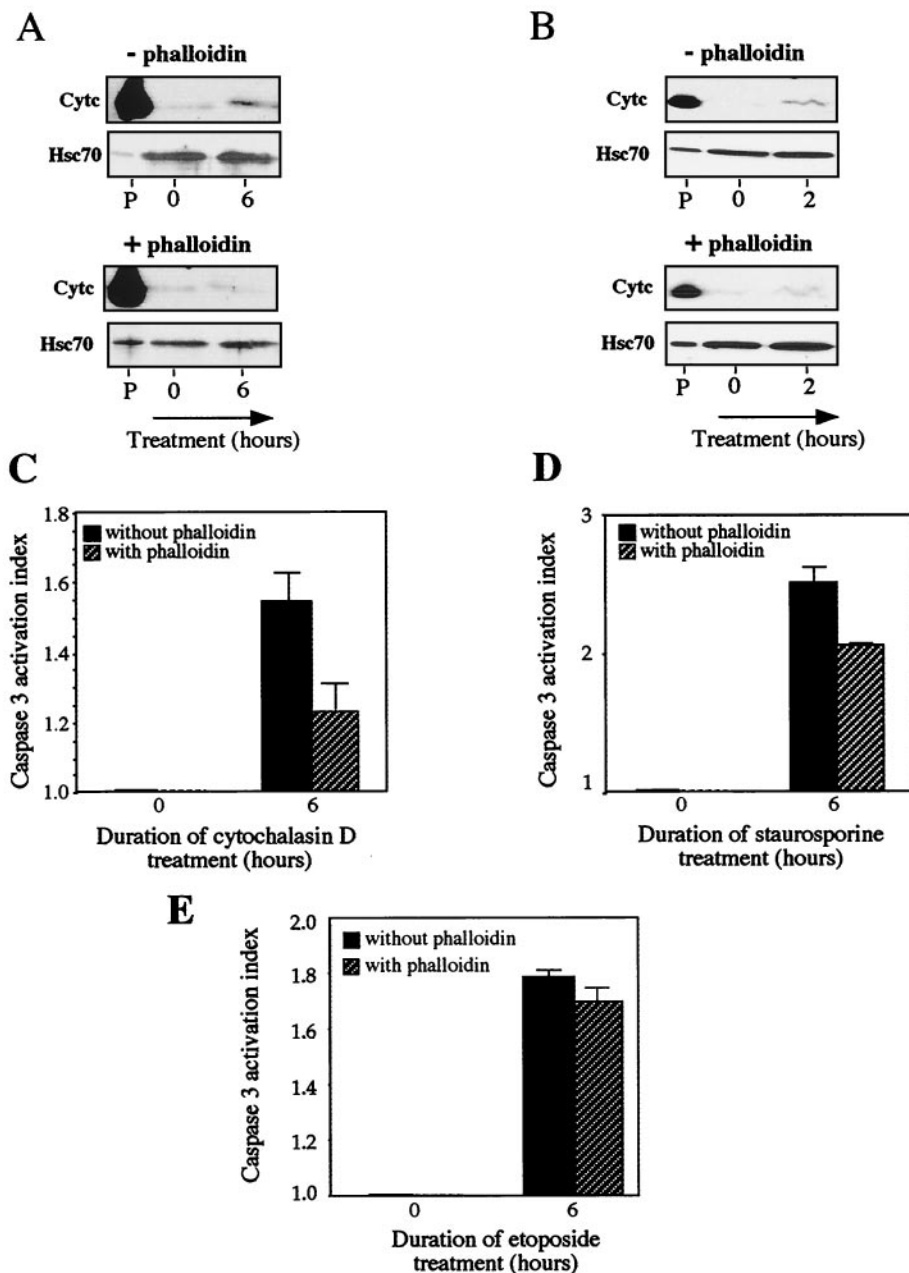 A
- phalloidin
Cytc
Hsc70
P 0 6
+ phalloidin
Cytc
Hsc70
P 0 6
Treatment (hours)
B
- phalloidin
Cytc
Hsc70
P 0 2
+ phalloidin
Cytc
Hsc70
P 0 2
Treatment (hours)
C
Caspase 3 activation index
1.8
1.6
1.4
1.2
1.0
without phalloidin
with phalloidin
0 6
Duration of cytochalasin D
treatment (hours)
D
Caspase 3 activation index
3
2
1
without phalloidin
with phalloidin
0 6
Duration of staurosporine
treatment (hours)
E
Caspase 3 activation index
2.0
1.8
1.6
1.4
1.2
1.0
without phalloidin
with phalloidin
0 6
Duration of etoposide
treatment (hours)